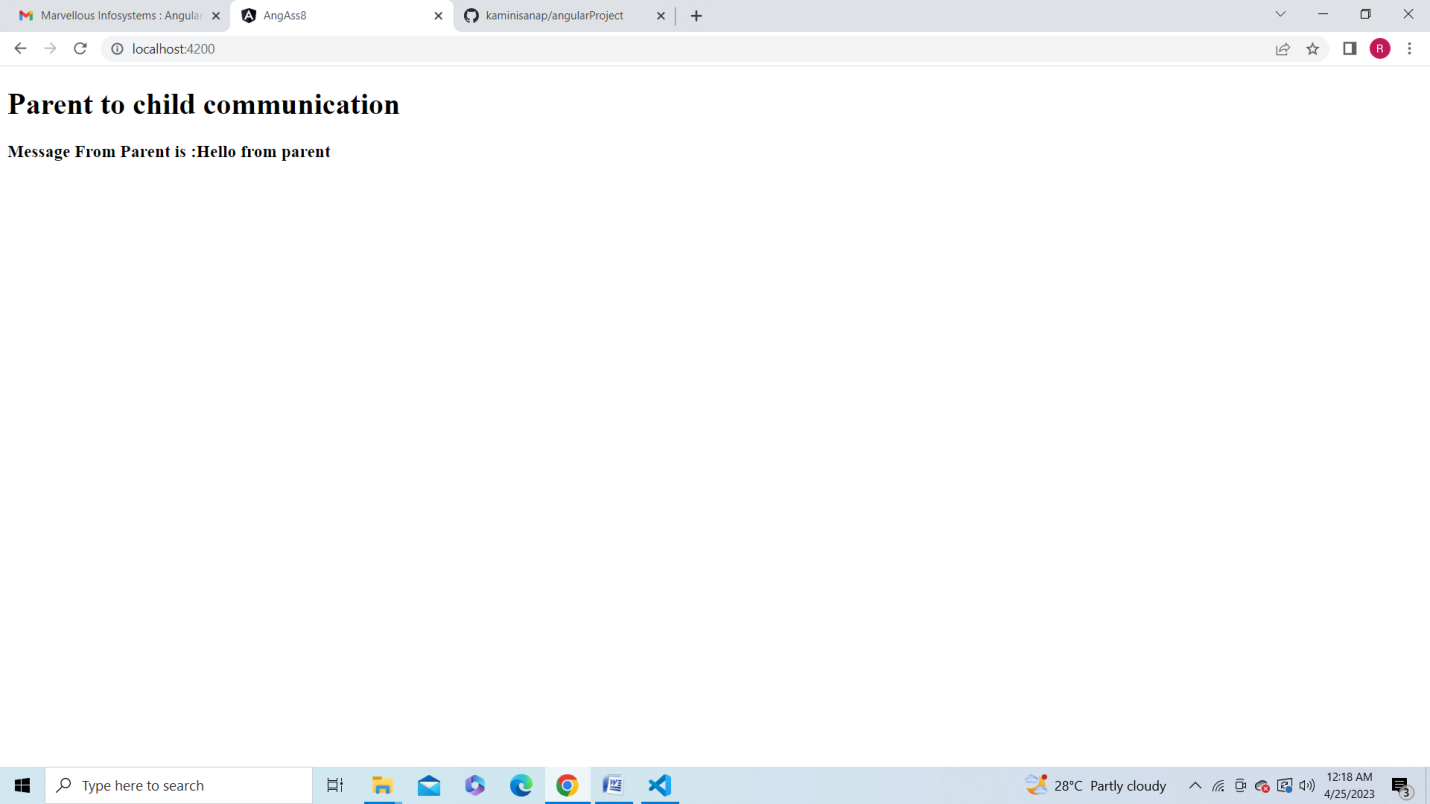 Marvellous Infosystems : Angular
AngAss8
kaminisanap/angularProject
localhost:4200
R
Parent to child communication
Message From Parent is :Hello from parent
Type here to search
28°C Partly cloudy
12:18 AM
4/25/2023
3